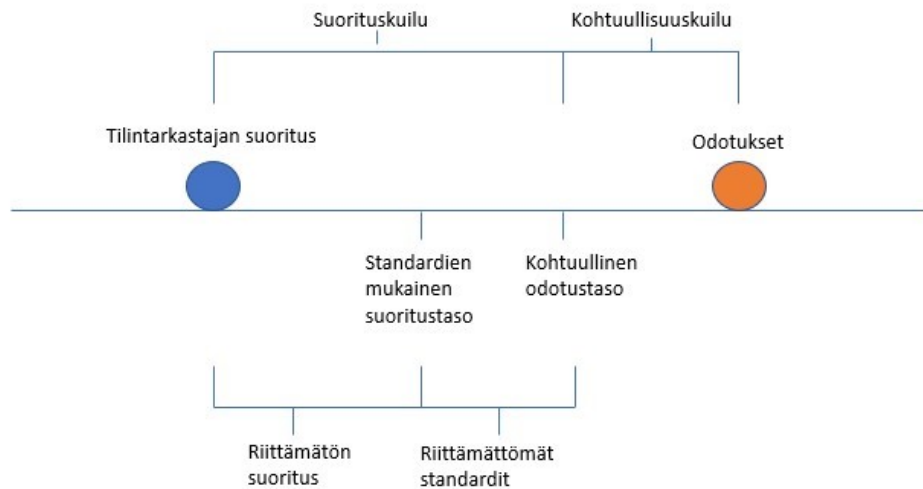 Suorituskuilu
Kohtuullisuuskuilu
Tilintarkastajan suoritus
Odotukset
Standardien
mukainen
suoritustaso
Kohtuullinen
odotustaso
Riittämätön
suoritus
Riittämättömät
standardit